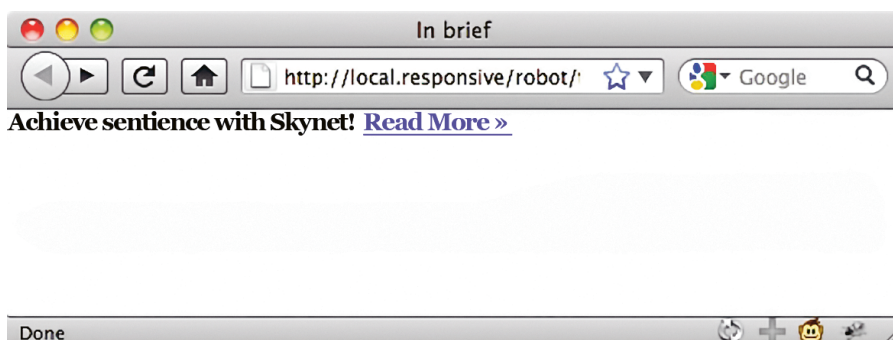 In brief
http://local.responsive/robot/
Google
Achieve sentience with Skynet! Read More »
Done